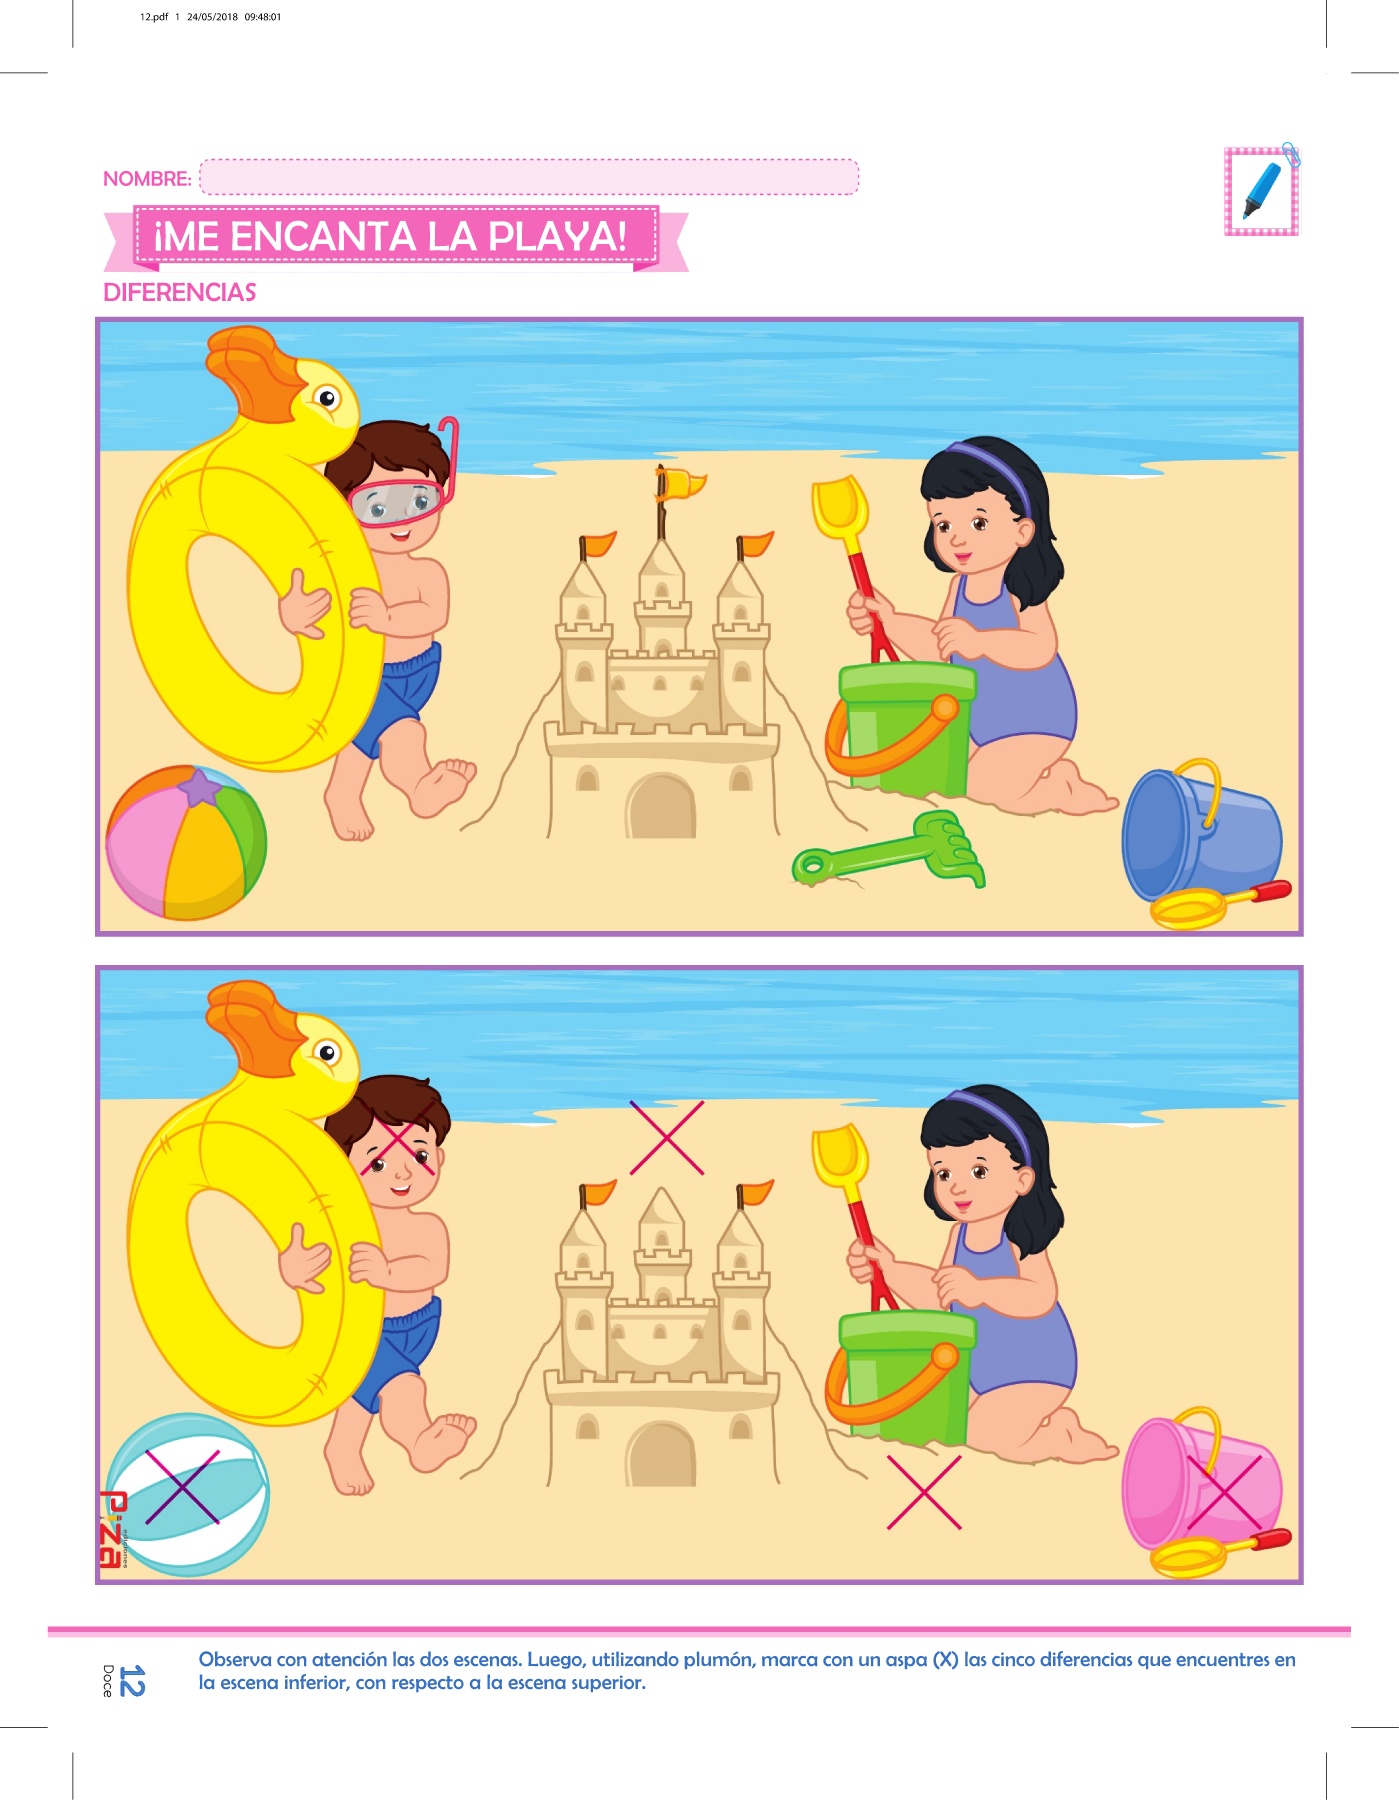 12.pdf 1 24/05/2018 09:48:01
NOMBRE:
¡ME ENCANTA LA PLAYA!
DIFERENCIAS
Piza
ediciones
12
Doce
Observa con atención las dos escenas. Luego, utilizando plumón, marca con un aspa (X) las cinco diferencias que encuentres en
la escena inferior, con respecto a la escena superior.